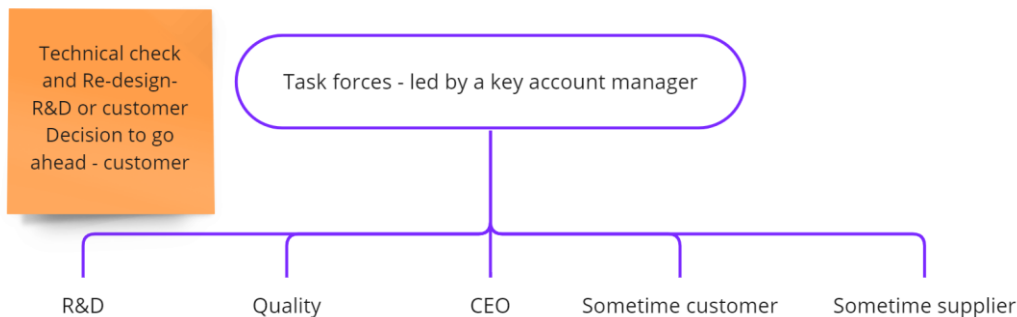 Technical check
and Re-design-
R&D or customer
Decision to go
ahead - customer
Task forces - led by a key account manager
R&D
Quality
CEO
Sometime customer
Sometime supplier